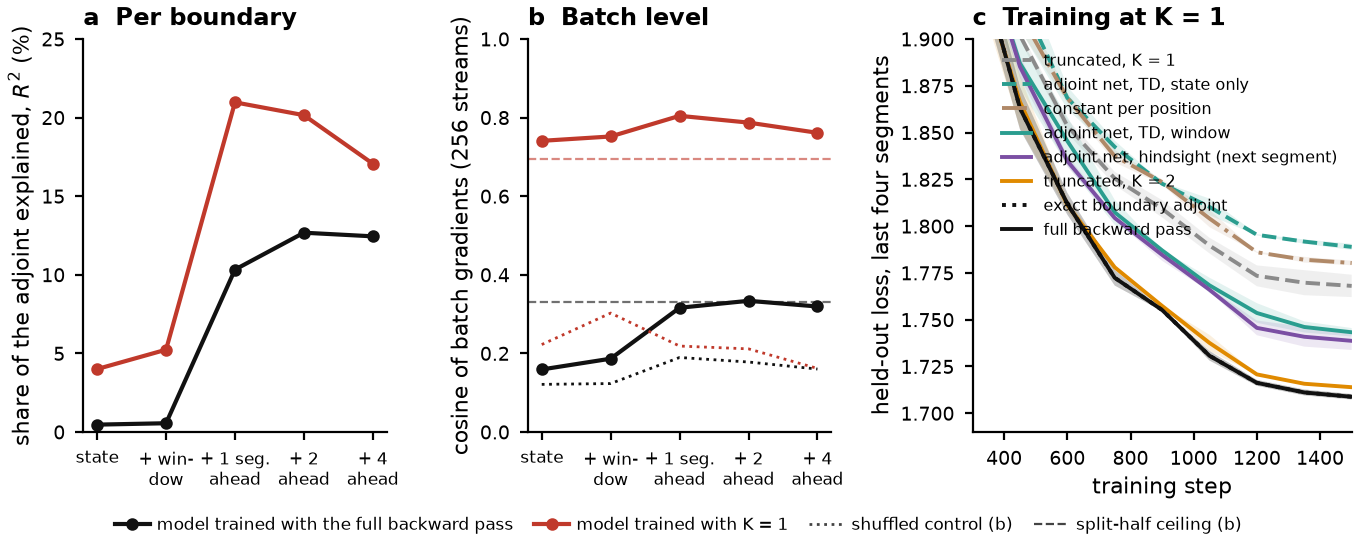 a Per boundary
share of the adjoint explained, R² (%)
25
20
15
10
5
0
state
+ win-
dow
+ 1 seg.
ahead
+ 2
ahead
+ 4
ahead
b Batch level
cosine of batch gradients (256 streams)
1.0
0.8
0.6
0.4
0.2
0.0
state
+ win-
dow
+ 1 seg.
ahead
+ 2
ahead
+ 4
ahead
c Training at K = 1
held-out loss, last four segments
1.900
1.875
1.850
1.825
1.800
1.775
1.750
1.725
1.700
truncated, K = 1
adjoint net, TD, state only
constant per position
adjoint net, TD, window
adjoint net, hindsight (next segment)
truncated, K = 2
exact boundary adjoint
full backward pass
400 600 800 1000 1200 1400
training step
model trained with the full backward pass model trained with K = 1 shuffled control (b) split-half ceiling (b)